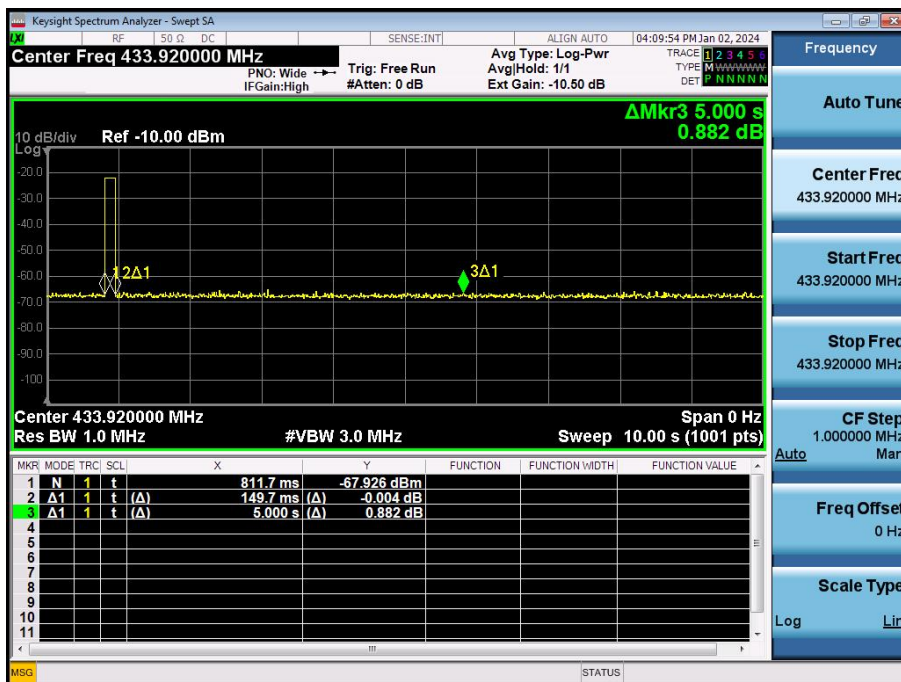 Keysight Spectrum Analyzer - Swept SA
LXI RF 50 Ω DC SENSE:INT ALIGN AUTO 04:09:54 PM Jan 02, 2024
Center Freq 433.920000 MHz
PNO: Wide
IFGain:High
Trig: Free Run
#Atten: 0 dB
Avg Type: Log-Pwr
Avg|Hold: 1/1
Ext Gain: -10.50 dB
TRACE 1 2 3 4 5 6
TYPE M WWWWW
DET P N N N N N
ΔMkr3 5.000 s
0.882 dB
10 dB/div Ref -10.00 dBm
Log
-20.0
-30.0
-40.0
-50.0
-60.0
-70.0
-80.0
-90.0
-100
1 2Δ1
3Δ1
Center 433.920000 MHz Span 0 Hz
Res BW 1.0 MHz #VBW 3.0 MHz Sweep 10.00 s (1001 pts)
MKR MODE TRC SCL X Y FUNCTION FUNCTION WIDTH FUNCTION VALUE
1 N 1 t 811.7 ms -67.926 dBm
2 Δ1 1 t (Δ) 149.7 ms (Δ) -0.004 dB
3 Δ1 1 t (Δ) 5.000 s (Δ) 0.882 dB
4
5
6
7
8
9
10
11
MSG STATUS
Frequency
Auto Tune
Center Freq
433.920000 MHz
Start Freq
433.920000 MHz
Stop Freq
433.920000 MHz
CF Step
1.000000 MHz
Auto Man
Freq Offset
0 Hz
Scale Type
Log Lin